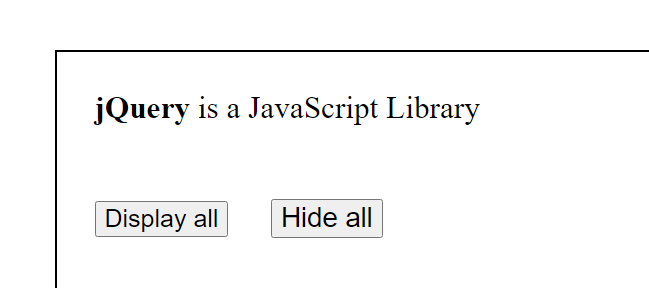 jQuery is a JavaScript Library
Display all Hide all